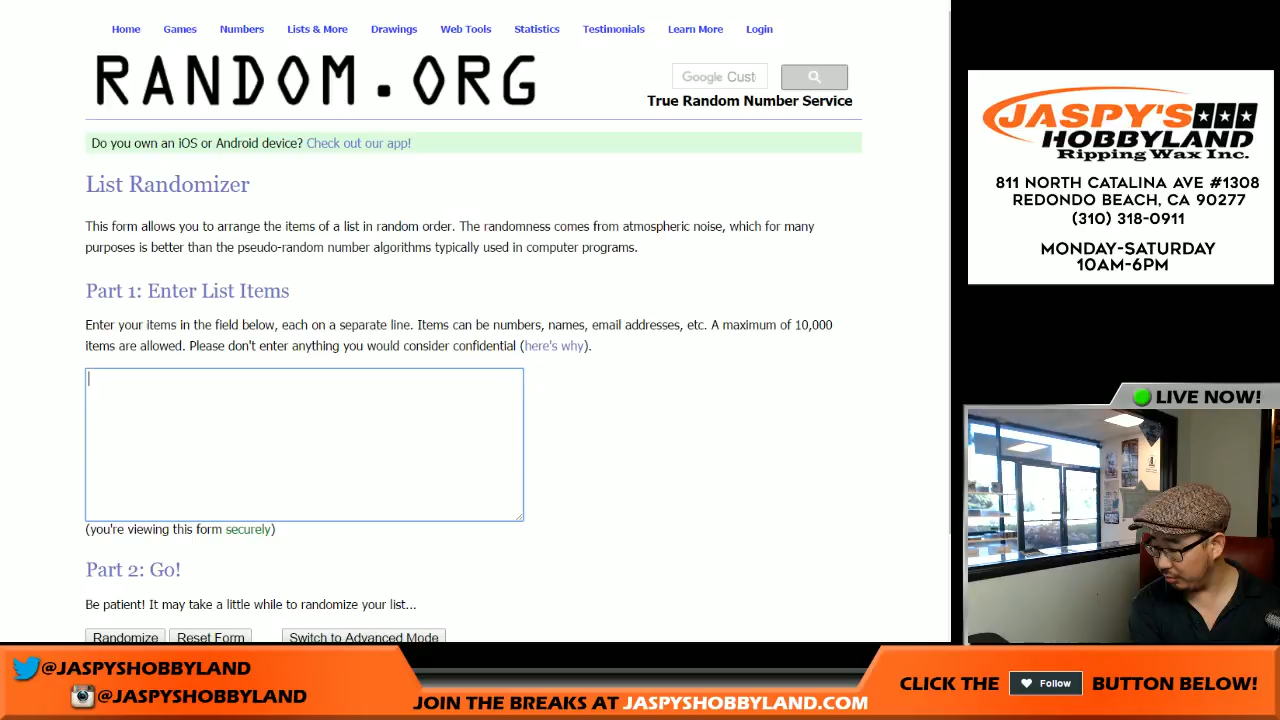 Home Games Numbers Lists & More Drawings Web Tools Statistics Testimonials Learn More Login
RANDOM.ORG
Google Cust
True Random Number Service
Do you own an iOS or Android device? Check out our app!
List Randomizer
This form allows you to arrange the items of a list in random order. The randomness comes from atmospheric noise, which for many
purposes is better than the pseudo-random number algorithms typically used in computer programs.
Part 1: Enter List Items
Enter your items in the field below, each on a separate line. Items can be numbers, names, email addresses, etc. A maximum of 10,000
items are allowed. Please don't enter anything you would consider confidential (here's why).
(you're viewing this form securely)
Part 2: Go!
Be patient! It may take a little while to randomize your list...
Randomize Reset Form Switch to Advanced Mode
JASPY'S
HOBBYLAND
Ripping Wax Inc.
811 NORTH CATALINA AVE #1308
REDONDO BEACH, CA 90277
(310) 318-0911
MONDAY-SATURDAY
10AM-6PM
LIVE NOW!
@JASPYSHOBBYLAND
@JASPYSHOBBYLAND
JOIN THE BREAKS AT JASPYSHOBBYLAND.COM
CLICK THE Follow BUTTON BELOW!